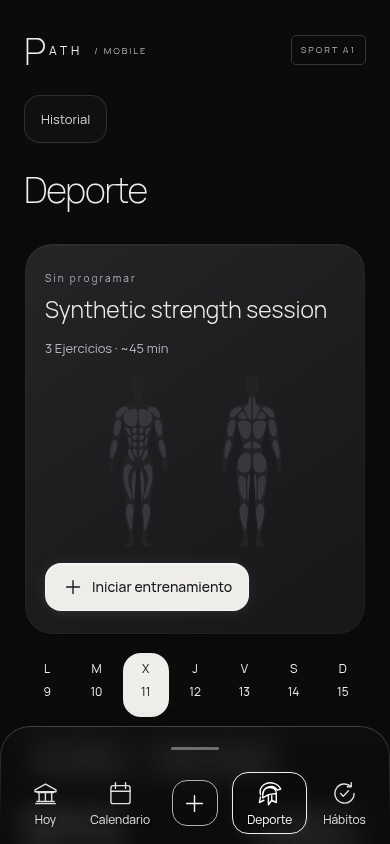 PATH / MOBILE SPORT A1
Historial
Deporte
Sin programar
Synthetic strength session
3 Ejercicios · ~45 min
Iniciar entrenamiento
L M X J V S D
9 10 11 12 13 14 15
Hoy Calendario Deporte Hábitos